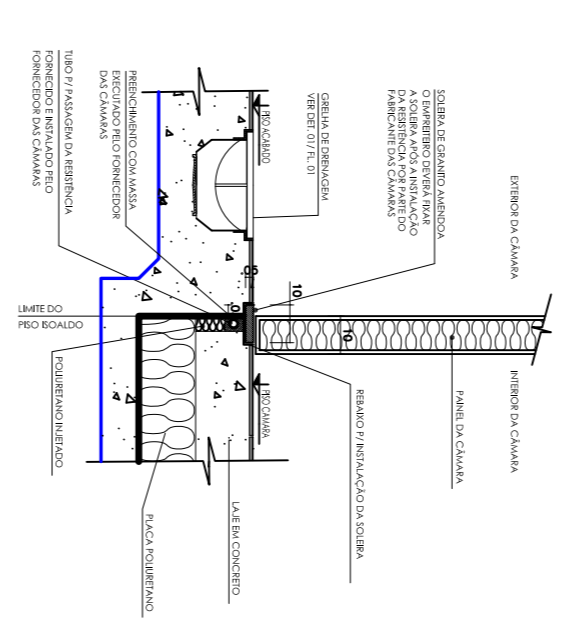 EXTERIOR DA CÂMARA
INTERIOR DA CÂMARA
SOLEIRA DE GRANITO AMENDOA
O EMPREITEIRO DEVERÁ FIXAR
A SOLEIRA APÓS A INSTALAÇÃO
DA RESISTÊNCIA POR PARTE DO
FABRICANTE DAS CÂMARAS
PAINEL DA CÂMARA
GRELHA DE DRENAGEM
VER DET. 01/ FL. 01
REBAIXO P/ INSTALAÇÃO DA SOLEIRA
10
10
PISO ACABADO
PISO CAMARA
05
LAJE EM CONCRETO
PREENCHIMENTO COM MASSA
EXECUTADO PELO FORNECEDOR
DAS CÂMARAS
PLACA POLIURETANO
TUBO P/ PASSAGEM DA RESISTÊNCIA
FORNECIDO E INSTALADO PELO
FORNECEDOR DAS CÂMARAS
POLIURETANO INJETADO
LIMITE DO
PISO ISOALDO